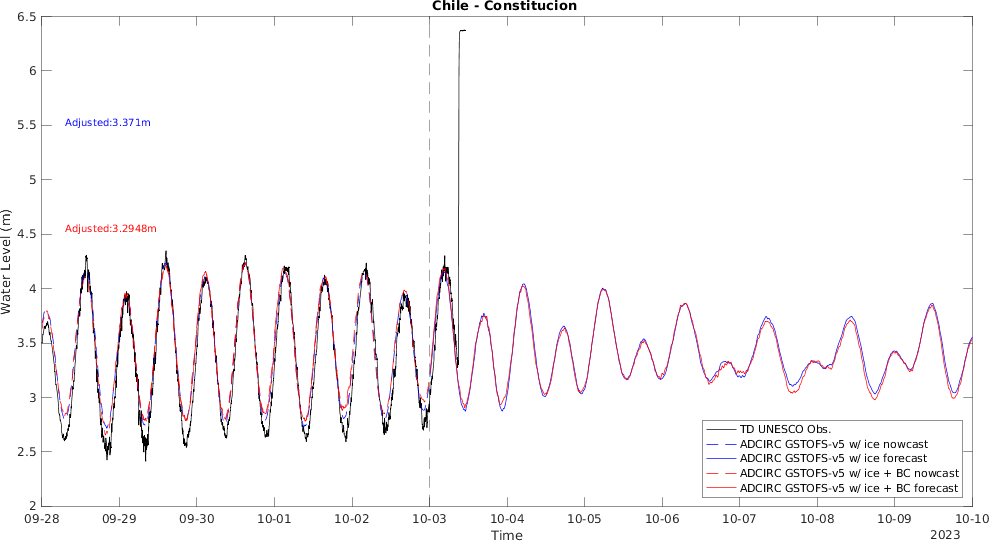 Chile - Constitucion
6.5
6
5.5
5
4.5
4
3.5
3
2.5
2
Water Level (m)
Adjusted:3.371m
Adjusted:3.2948m
TD UNESCO Obs.
ADCIRC GSTOFS-v5 w/ ice nowcast
ADCIRC GSTOFS-v5 w/ ice forecast
ADCIRC GSTOFS-v5 w/ ice + BC nowcast
ADCIRC GSTOFS-v5 w/ ice + BC forecast
09-28 09-29 09-30 10-01 10-02 10-03 10-04 10-05 10-06 10-07 10-08 10-09 10-10
Time
2023